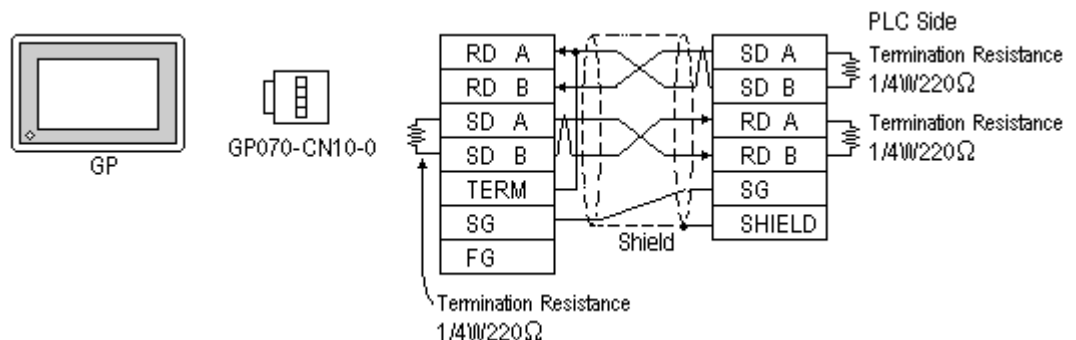 PLC Side
RD A
SD A
Termination Resistance
1/4W220Ω
RD B
SD B
SD A
RD A
Termination Resistance
1/4W220Ω
GP070-CN10-0
SD B
RD B
GP
TERM
SG
SG
SHIELD
Shield
FG
Termination Resistance
1/4W220Ω